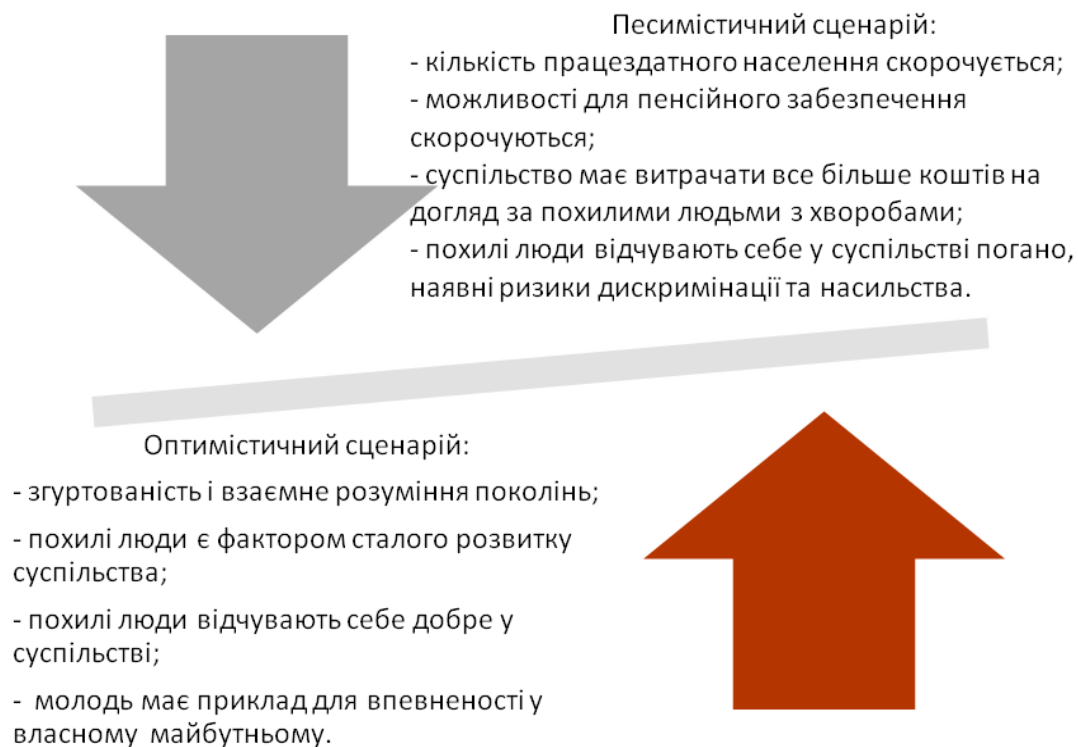 Песимістичний сценарій:
- кількість працездатного населення скорочується;
- можливості для пенсійного забезпечення
скорочуються;
- суспільство має витрачати все більше коштів на
догляд за похилими людьми з хворобами;
- похилі люди відчувають себе у суспільстві погано,
наявні ризики дискримінації та насильства.
Оптимістичний сценарій:
- згуртованість і взаємне розуміння поколінь;
- похилі люди є фактором сталого розвитку
суспільства;
- похилі люди відчувають себе добре у
суспільстві;
- молодь має приклад для впевненості у
власному майбутньому.